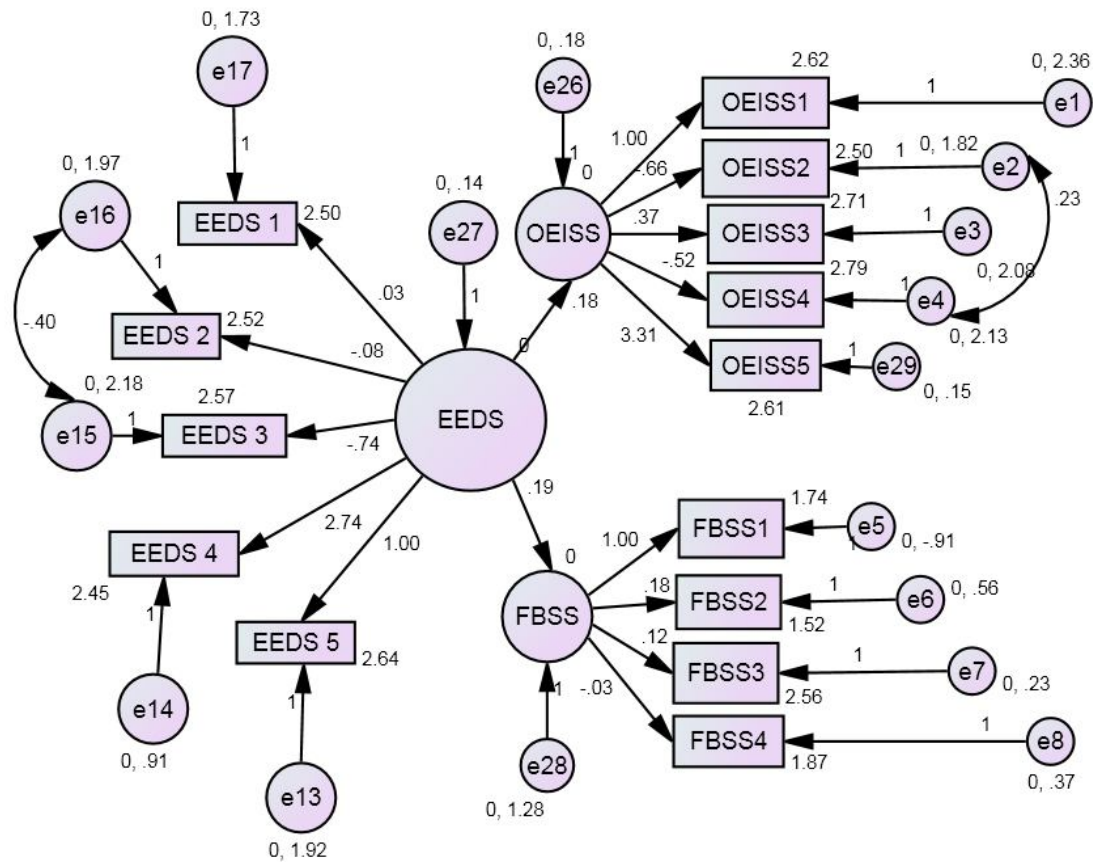 0, 1.73
e17
1
0, 1.97
e16
1
EEDS 1
2.50
.03
-.40
EEDS 2
2.52
-.08
0, 2.18
e15
1
EEDS 3
2.57
-.74
EEDS 4
2.45
2.74
1
e14
0, .91
EEDS 5
2.64
1.00
1
e13
0, 1.92
0, .14
e27
1
EEDS
0
0, .18
e26
1
0
OEISS
.18
1.00
2.62
OEISS1
1
0, 2.36
e1
-.66
OEISS2
2.50
1
0, 1.82
e2
.23
.37
2.71
OEISS3
1
e3
0, 2.08
-.52
OEISS4
2.79
1
e4
0, 2.13
3.31
OEISS5
2.61
1
e29
0, .15
.19
0
FBSS
1
e28
0, 1.28
1.00
FBSS1
1.74
1
e5
0, -.91
.18
FBSS2
1.52
1
e6
0, .56
.12
FBSS3
2.56
1
e7
0, .23
-.03
FBSS4
1.87
1
e8
0, .37